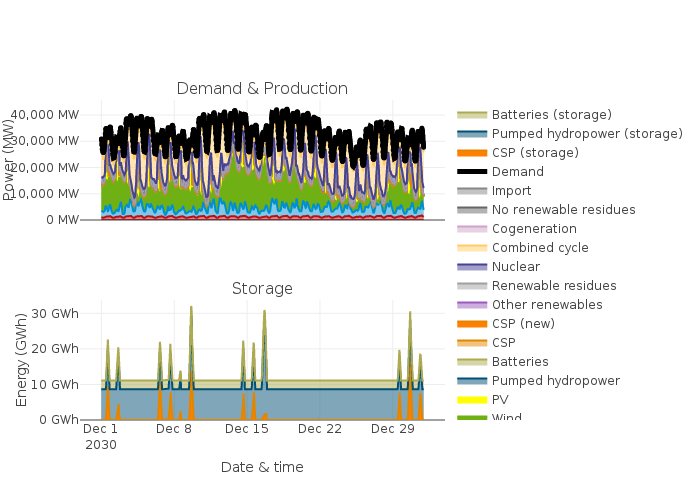 Demand & Production
Power (MW)
40,000 MW
30,000 MW
20,000 MW
10,000 MW
0 MW
Storage
Energy (GWh)
30 GWh
20 GWh
10 GWh
0 GWh
Dec 1
2030
Dec 8
Dec 15
Dec 22
Dec 29
Date & time
Batteries (storage)
Pumped hydropower (storage)
CSP (storage)
Demand
Import
No renewable residues
Cogeneration
Combined cycle
Nuclear
Renewable residues
Other renewables
CSP (new)
CSP
Batteries
Pumped hydropower
PV
Wind